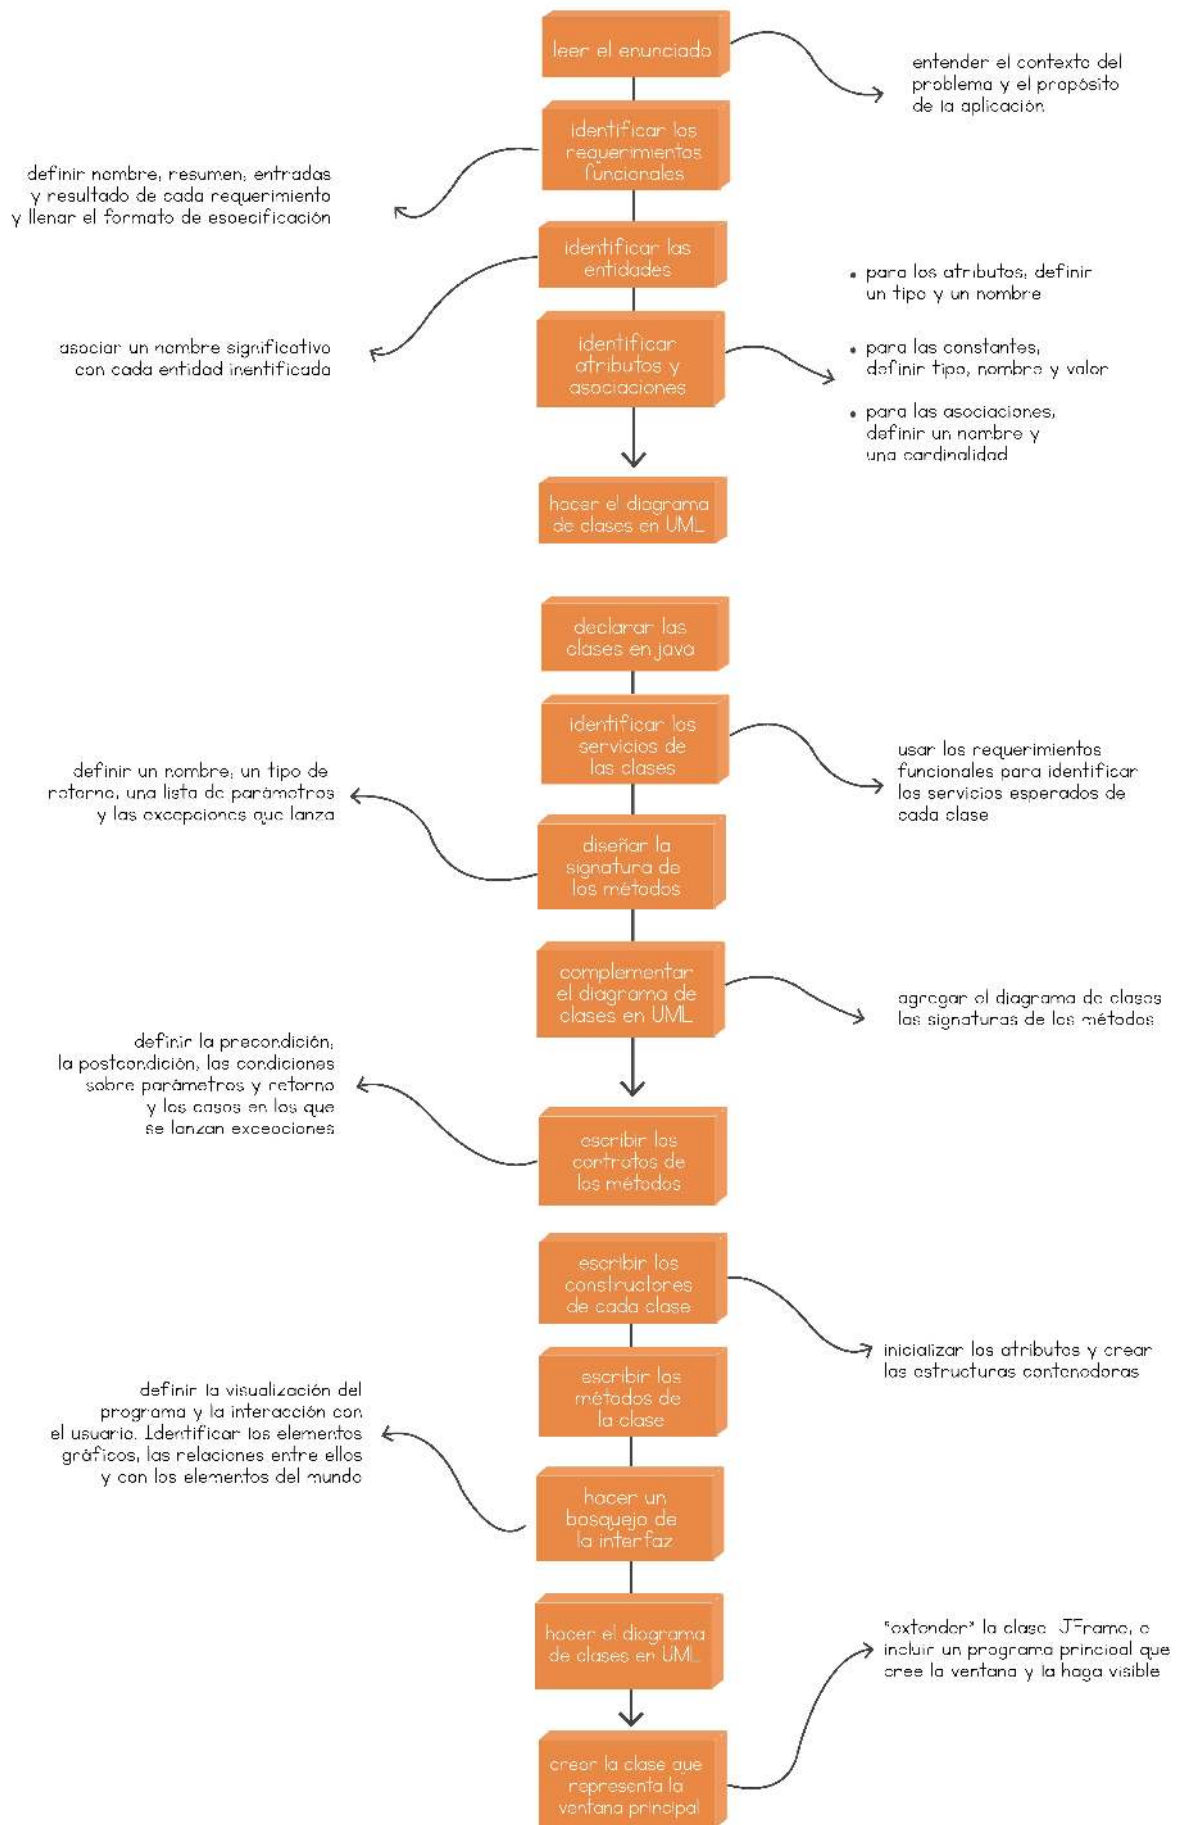 leer el enunciado
entender el contexto del
problema y el propósito
de la aplicación
identificar los
requerimientos
funcionales
definir nombre, resumen, entradas
y resultado de cada requerimiento
y llenar el formato de especificación
identificar las
entidades
asociar un nombre significativo
con cada entidad inentificada
identificar
atributos y
asociaciones
• para los atributos, definir
un tipo y un nombre
• para las constantes,
definir tipo, nombre y valor
• para las asociaciones,
definir un nombre y
una cardinalidad
hacer el diagrama
de clases en UML
declarar las
clases en java
identificar los
servicios de
las clases
usar los requerimientos
funcionales para identificar
los servicios esperados de
cada clase
definir un nombre, un tipo de
retorno, una lista de parámetros
y las excepciones que lanza
diseñar la
signatura de
los métodos
complementar
el diagrama de
clases en UML
agregar el diagrama de clases
las signaturas de los métodos
definir la precondición,
la postcondición, las condiciones
sobre parámetros y retorno
y los casos en los que
se lanzan excepciones
escribir los
contratos de
los métodos
escribir los
constructores
de cada clase
inicializar los atributos y crear
las estructuras contenedoras
escribir los
métodos de
la clase
definir la visualización del
programa y la interacción con
el usuario. Identificar los elementos
gráficos, las relaciones entre ellos
y con los elementos del mundo
hacer un
bosquejo de
la interfaz
hacer el diagrama
de clases en UML
"extender" la clase JFrame, e
incluir un programa principal que
cree la ventana y la haga visible
crear la clase que
representa la
ventana principal